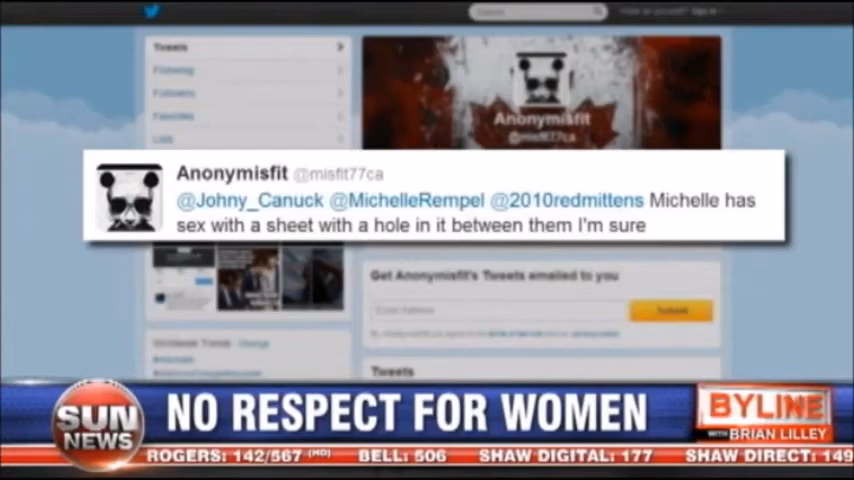 Search
Tweets
Following
Followers
Favorites
Lists
Anonymisfit
@misfit77ca
Anonymisfit @misfit77ca
@Johny_Canuck @MichelleRempel @2010redmittens Michelle has
sex with a sheet with a hole in it between them I'm sure
Get Anonymisfit's Tweets emailed to you
Email Address
Submit
Worldwide Trends · Change
Tweets
SUN
NEWS
NO RESPECT FOR WOMEN
BYLINE
WITH BRIAN LILLEY
ROGERS: 142/567 (HD) BELL: 506 SHAW DIGITAL: 177 SHAW DIRECT: 149